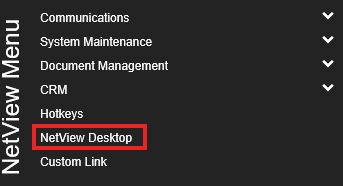 NetView Menu
Communications
System Maintenance
Document Management
CRM
Hotkeys
NetView Desktop
Custom Link